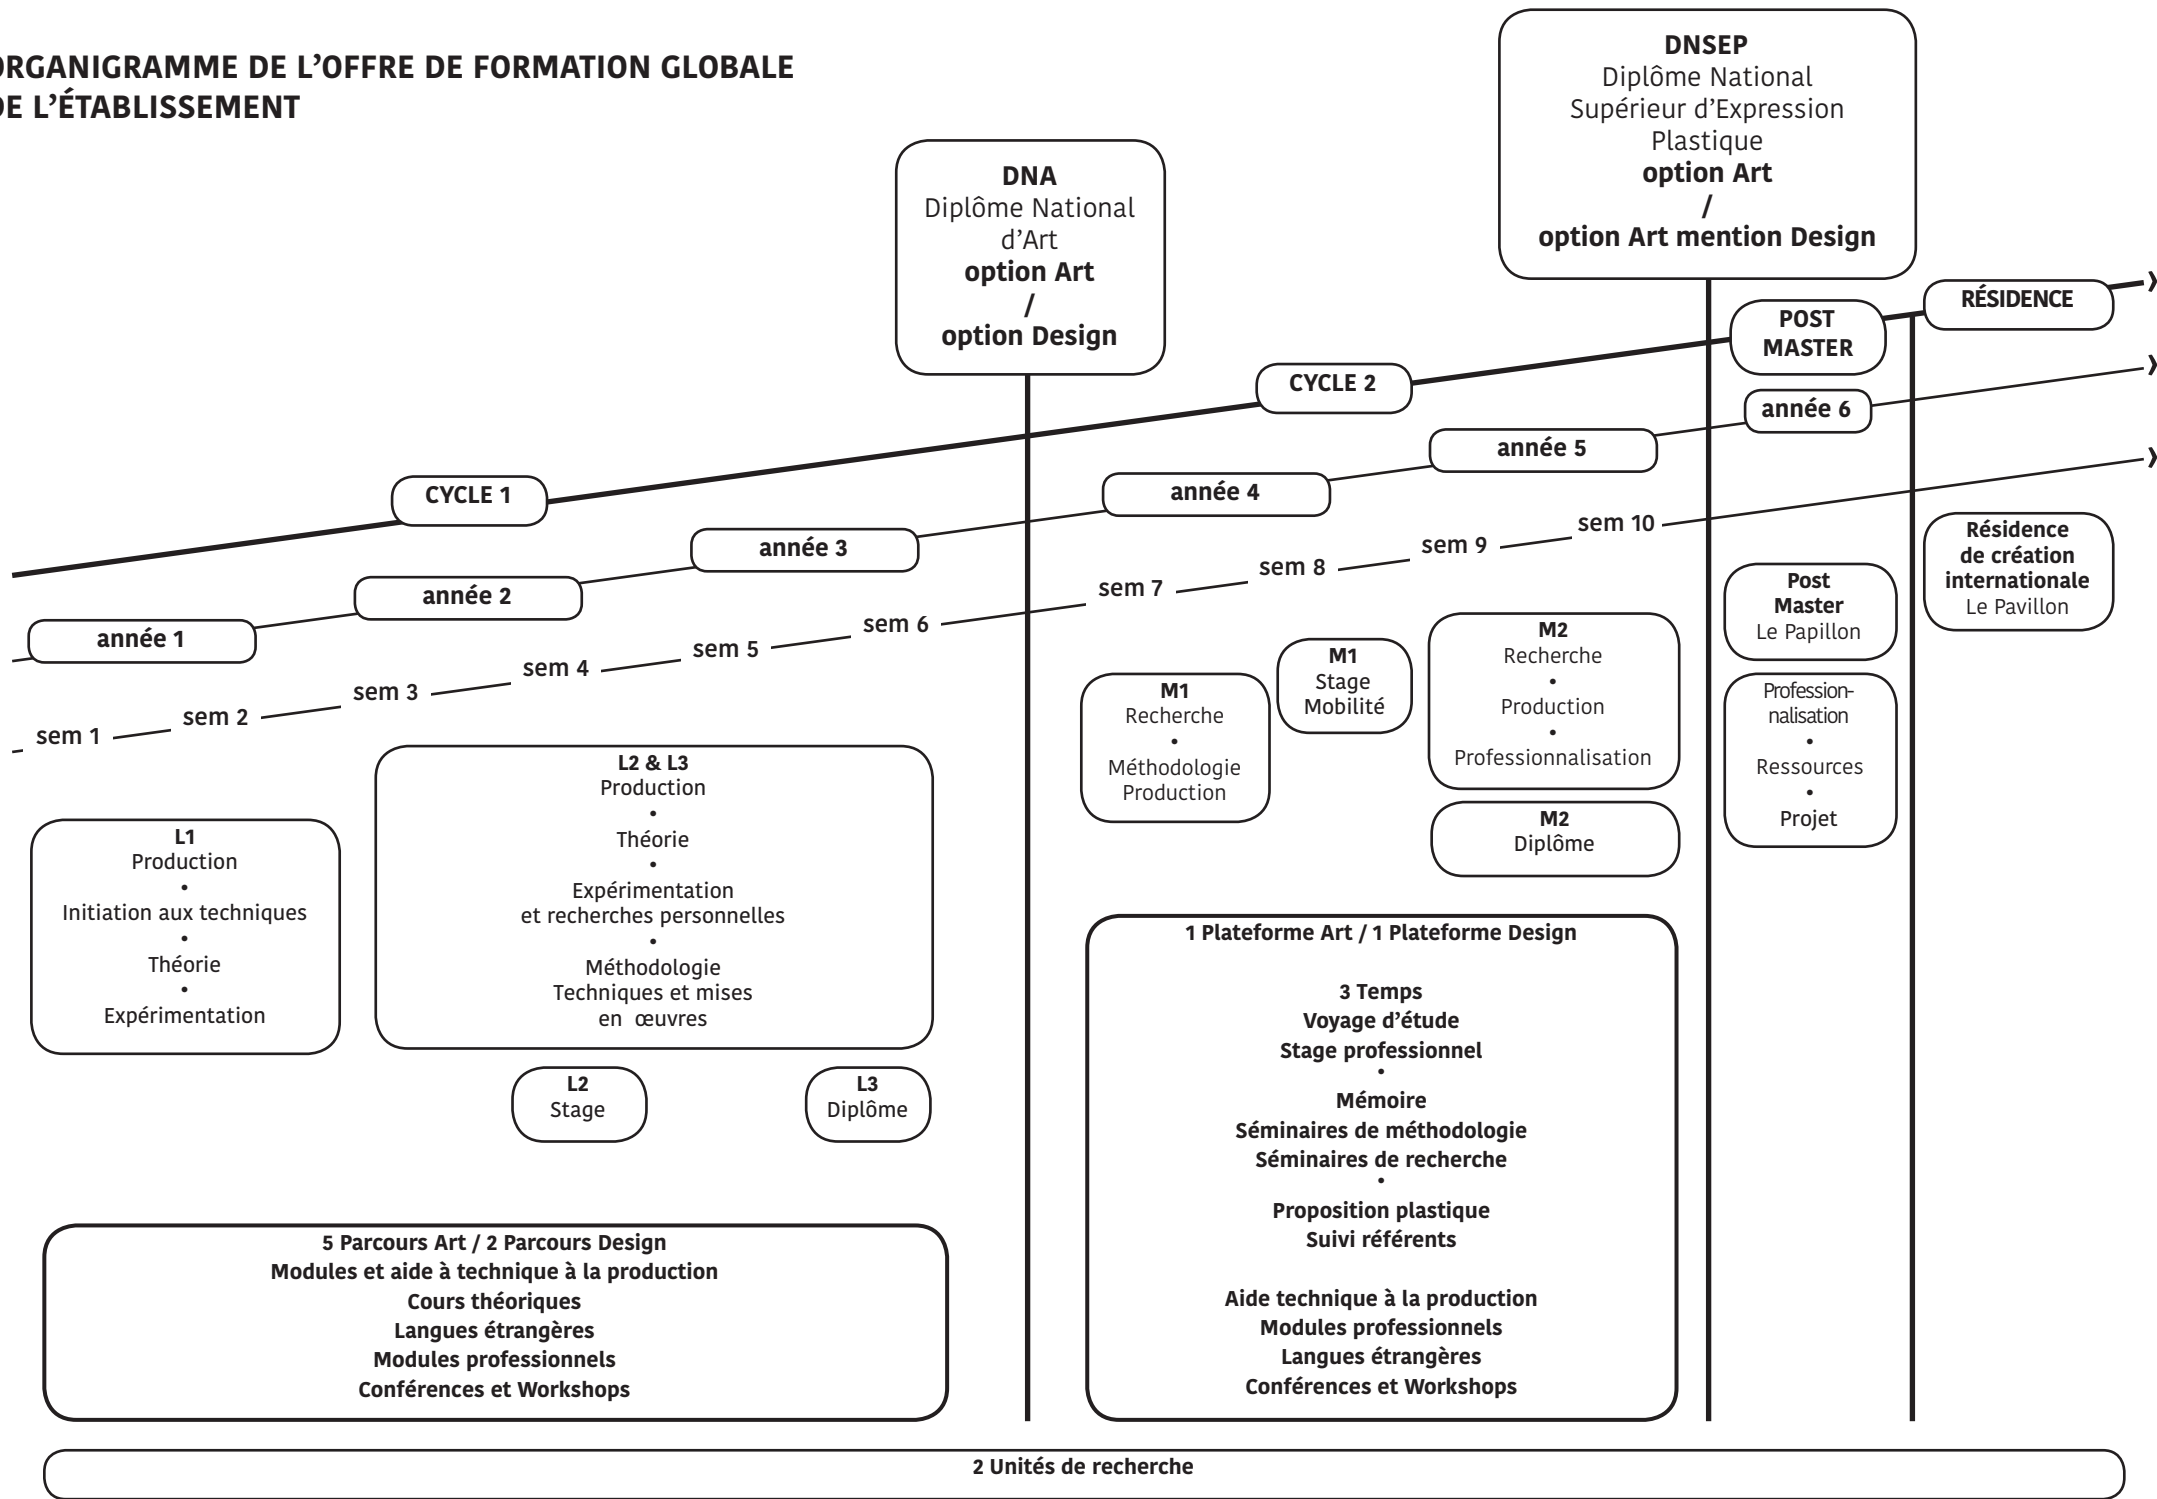 ORGANIGRAMME DE L’OFFRE DE FORMATION GLOBALE
DE L’ÉTABLISSEMENT
DNSEP
Diplôme National
Supérieur d’Expression
Plastique
option Art
/
option Art mention Design
DNA
Diplôme National
d’Art
option Art
/
option Design
RÉSIDENCE
POST
MASTER
CYCLE 2
CYCLE 1
année 6
année 5
année 4
année 3
année 2
année 1
sem 1
sem 2
sem 3
sem 4
sem 5
sem 6
sem 7
sem 8
sem 9
sem 10
L1
Production
•
Initiation aux techniques
•
Théorie
•
Expérimentation
L2 & L3
Production
•
Théorie
•
Expérimentation
et recherches personnelles
•
Méthodologie
Techniques et mises
en œuvres
L2
Stage
L3
Diplôme
5 Parcours Art / 2 Parcours Design
Modules et aide à technique à la production
Cours théoriques
Langues étrangères
Modules professionnels
Conférences et Workshops
M1
Recherche
•
Méthodologie
Production
M1
Stage
Mobilité
M2
Recherche
•
Production
•
Professionnalisation
M2
Diplôme
1 Plateforme Art / 1 Plateforme Design
3 Temps
Voyage d’étude
Stage professionnel
•
Mémoire
Séminaires de méthodologie
Séminaires de recherche
•
Proposition plastique
Suivi référents
Aide technique à la production
Modules professionnels
Langues étrangères
Conférences et Workshops
Post
Master
Le Papillon
Profession-
nalisation
•
Ressources
•
Projet
Résidence
de création
internationale
Le Pavillon
2 Unités de recherche